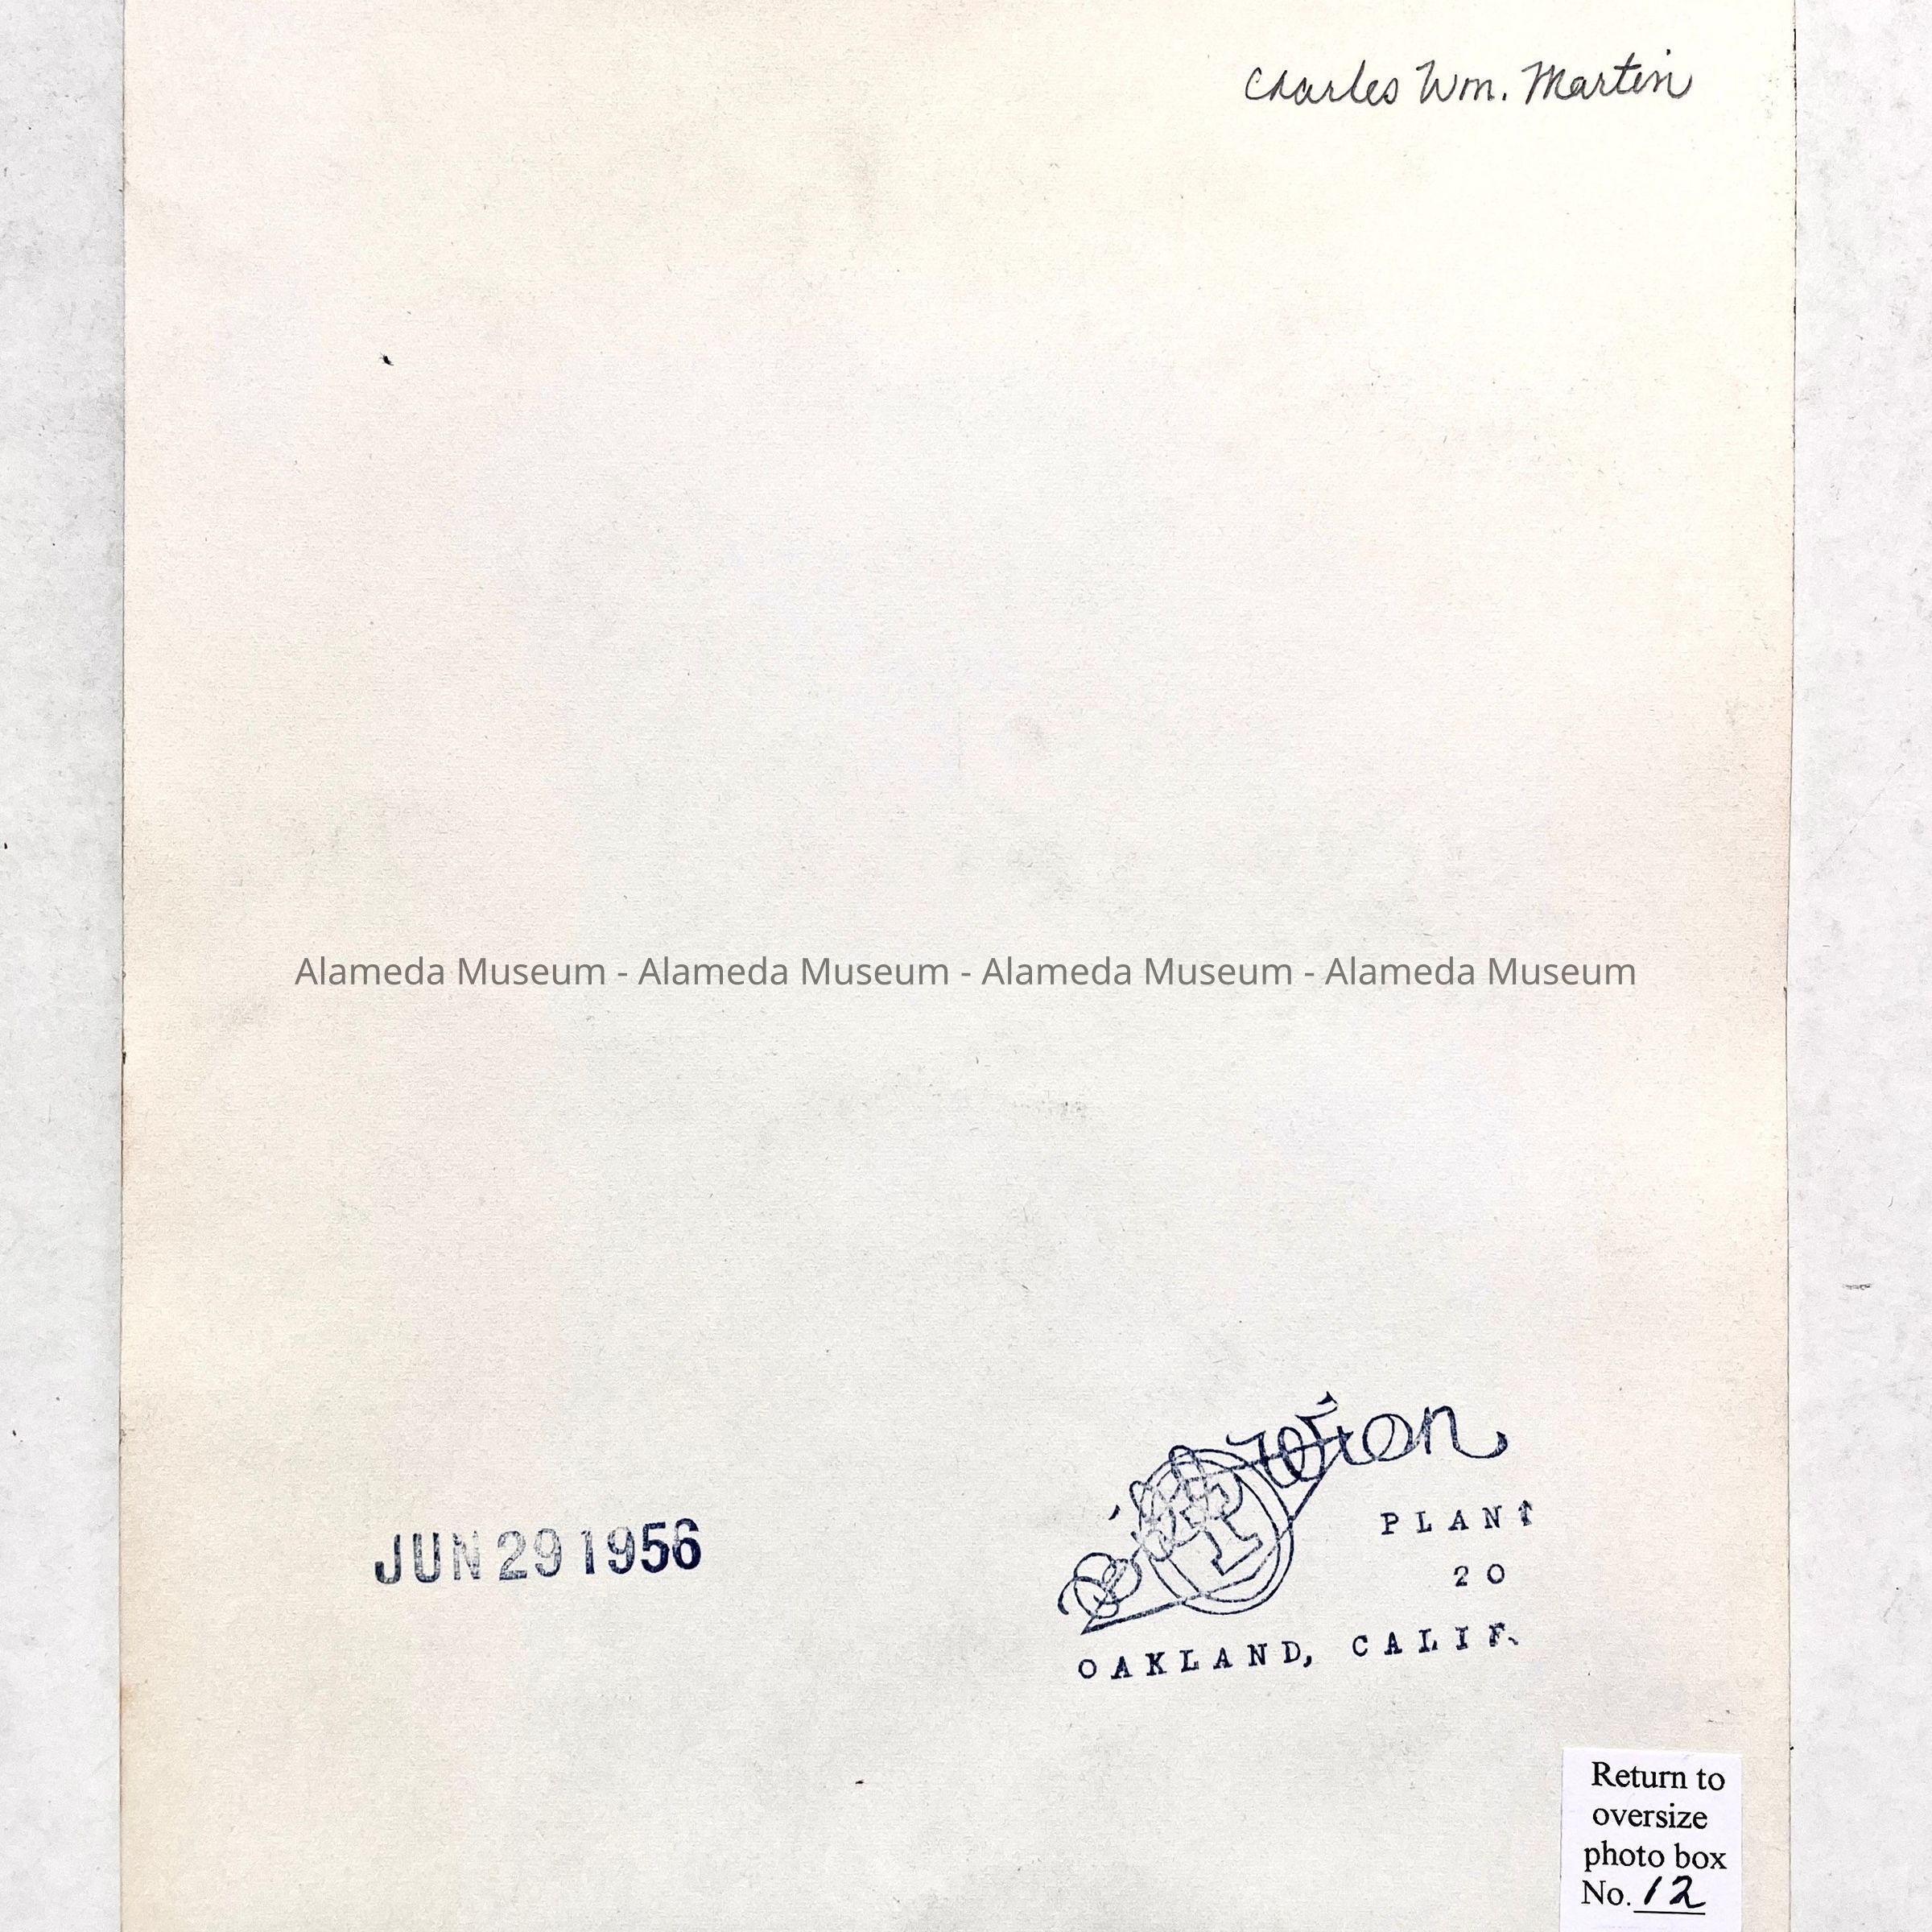 Charles Wm. Martin
Alameda Museum - Alameda Museum - Alameda Museum - Alameda Museum
JUN 29 1956
PLANT
20
OAKLAND, CALIF.
Return to
oversize
photo box
No. 12